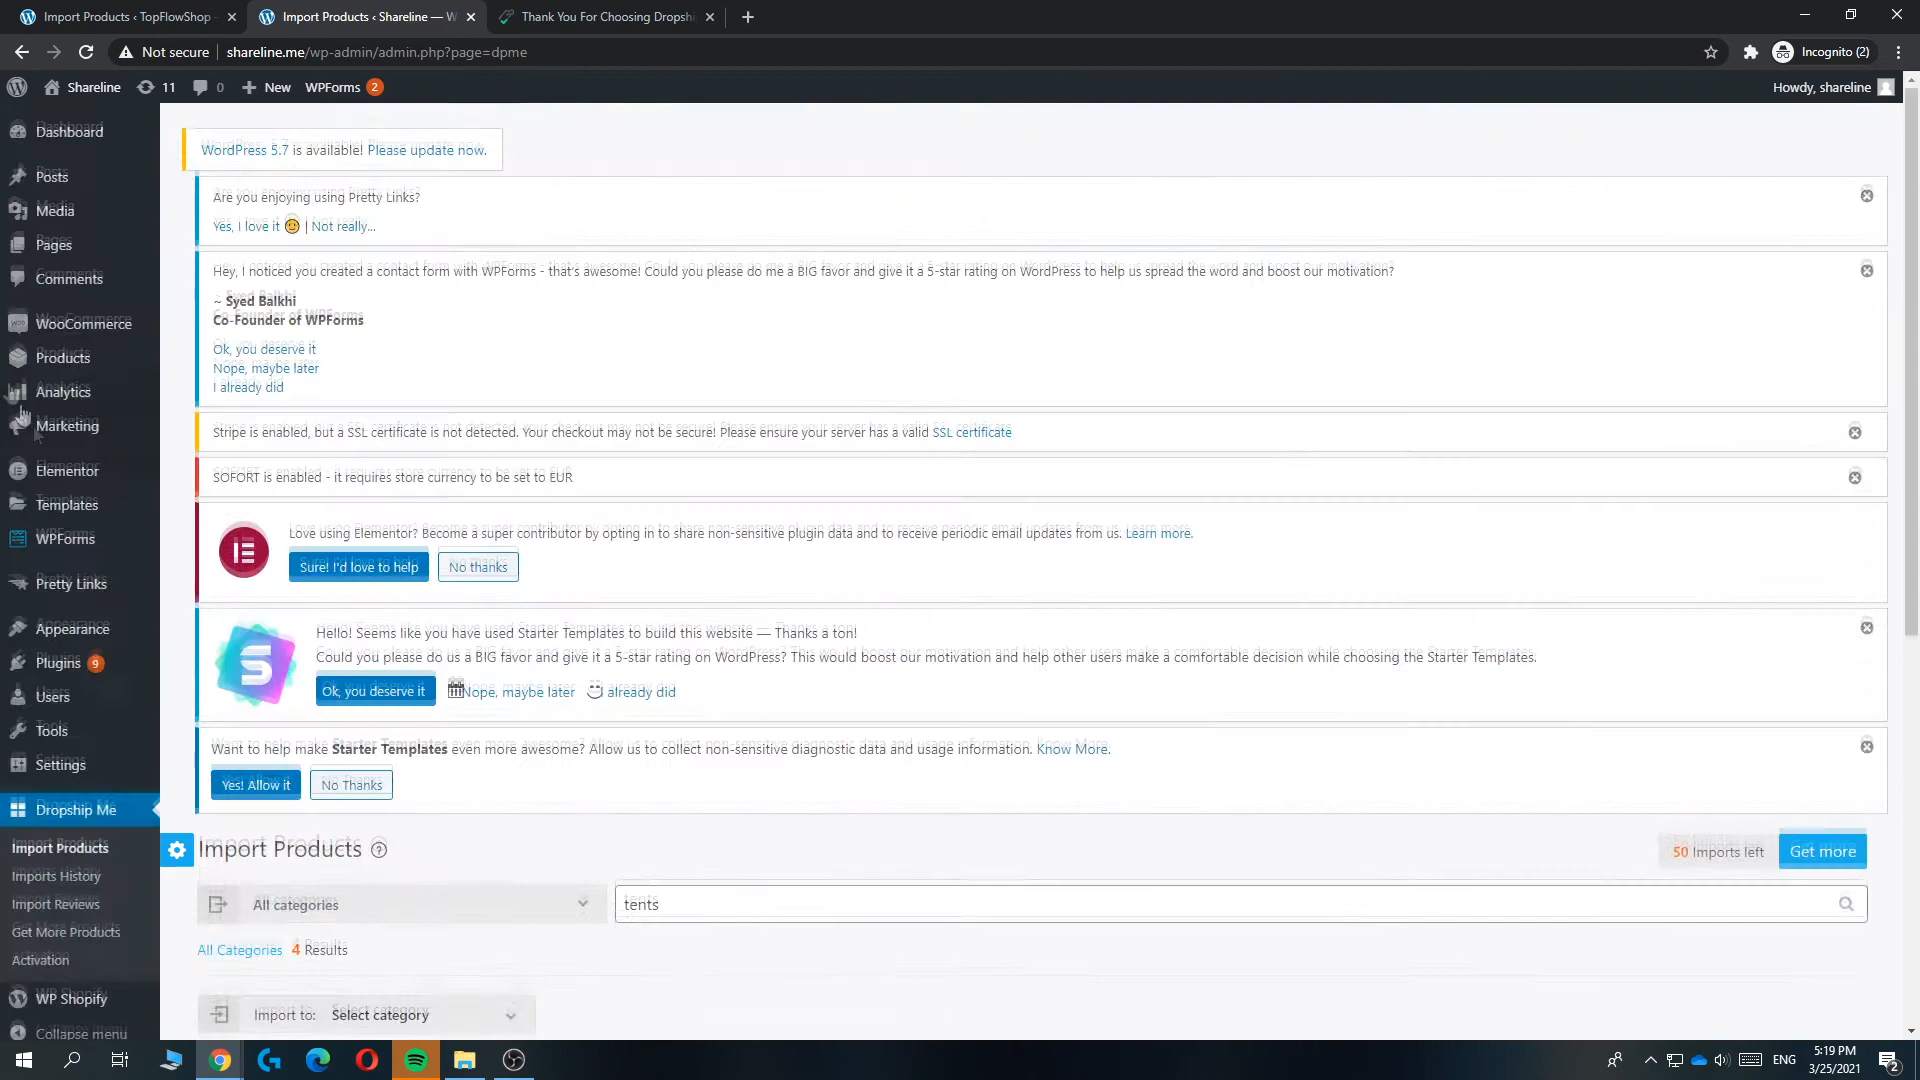 Import Products ‹ TopFlowShop
Import Products ‹ Shareline — W
Thank You For Choosing Dropshi
Not secure
shareline.me/wp-admin/admin.php?page=dpme
Incognito (2)
Shareline
11
0
New
WPForms 2
Howdy, shareline
Dashboard
Posts
Media
Pages
Comments
WooCommerce
Products
Analytics
Marketing
Elementor
Templates
WPForms
Pretty Links
Appearance
Plugins 9
Users
Tools
Settings
Dropship Me
Import Products
Imports History
Import Reviews
Get More Products
Activation
WP Shopify
Collapse menu
WordPress 5.7 is available! Please update now.
Are you enjoying using Pretty Links?
Yes, I love it | Not really...
Hey, I noticed you created a contact form with WPForms - that's awesome! Could you please do me a BIG favor and give it a 5-star rating on WordPress to help us spread the word and boost our motivation?
~ Syed Balkhi
Co-Founder of WPForms
Ok, you deserve it
Nope, maybe later
I already did
Stripe is enabled, but a SSL certificate is not detected. Your checkout may not be secure! Please ensure your server has a valid SSL certificate
SOFORT is enabled - it requires store currency to be set to EUR
Love using Elementor? Become a super contributor by opting in to share non-sensitive plugin data and to receive periodic email updates from us. Learn more.
Sure! I'd love to help
No thanks
Hello! Seems like you have used Starter Templates to build this website — Thanks a ton!
Could you please do us a BIG favor and give it a 5-star rating on WordPress? This would boost our motivation and help other users make a comfortable decision while choosing the Starter Templates.
Ok, you deserve it
Nope, maybe later
already did
Want to help make Starter Templates even more awesome? Allow us to collect non-sensitive diagnostic data and usage information. Know More.
Yes! Allow it
No Thanks
Import Products
50 Imports left
Get more
All categories
tents
All Categories 4 Results
Import to: Select category
ENG
5:19 PM
3/25/2021
2